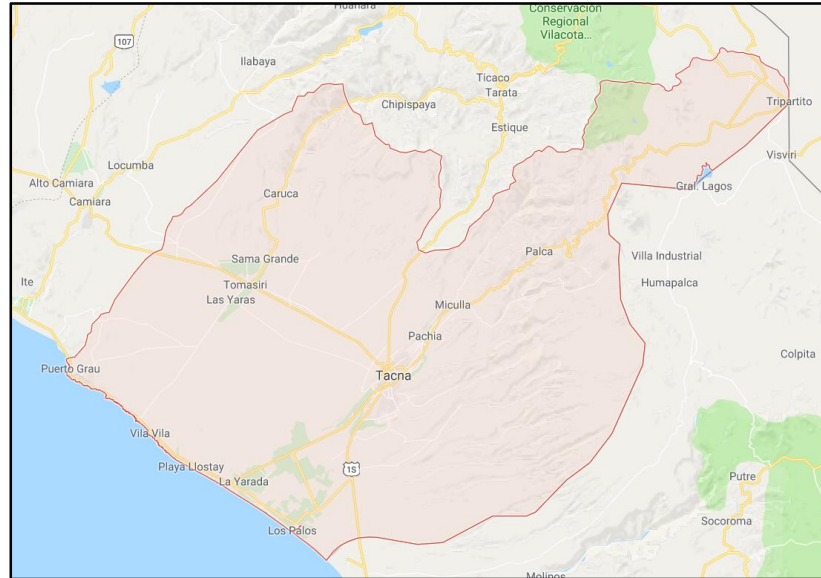 Huanara
Conservación
Regional
Vilacota...
107
Ilabaya
Ticaco
Tarata
Chipispaya
Tripartito
Estique
Visviri
Locumba
Alto Camiara
Gral. Lagos
Caruca
Camiara
Palca
Villa Industrial
Sama Grande
Ite
Tomasiri
Humapalca
Las Yaras
Miculla
Pachia
Colpita
Puerto Grau
Tacna
Vila Vila
Playa Llostay
1S
La Yarada
Putre
Socoroma
Los Palos
Molinos